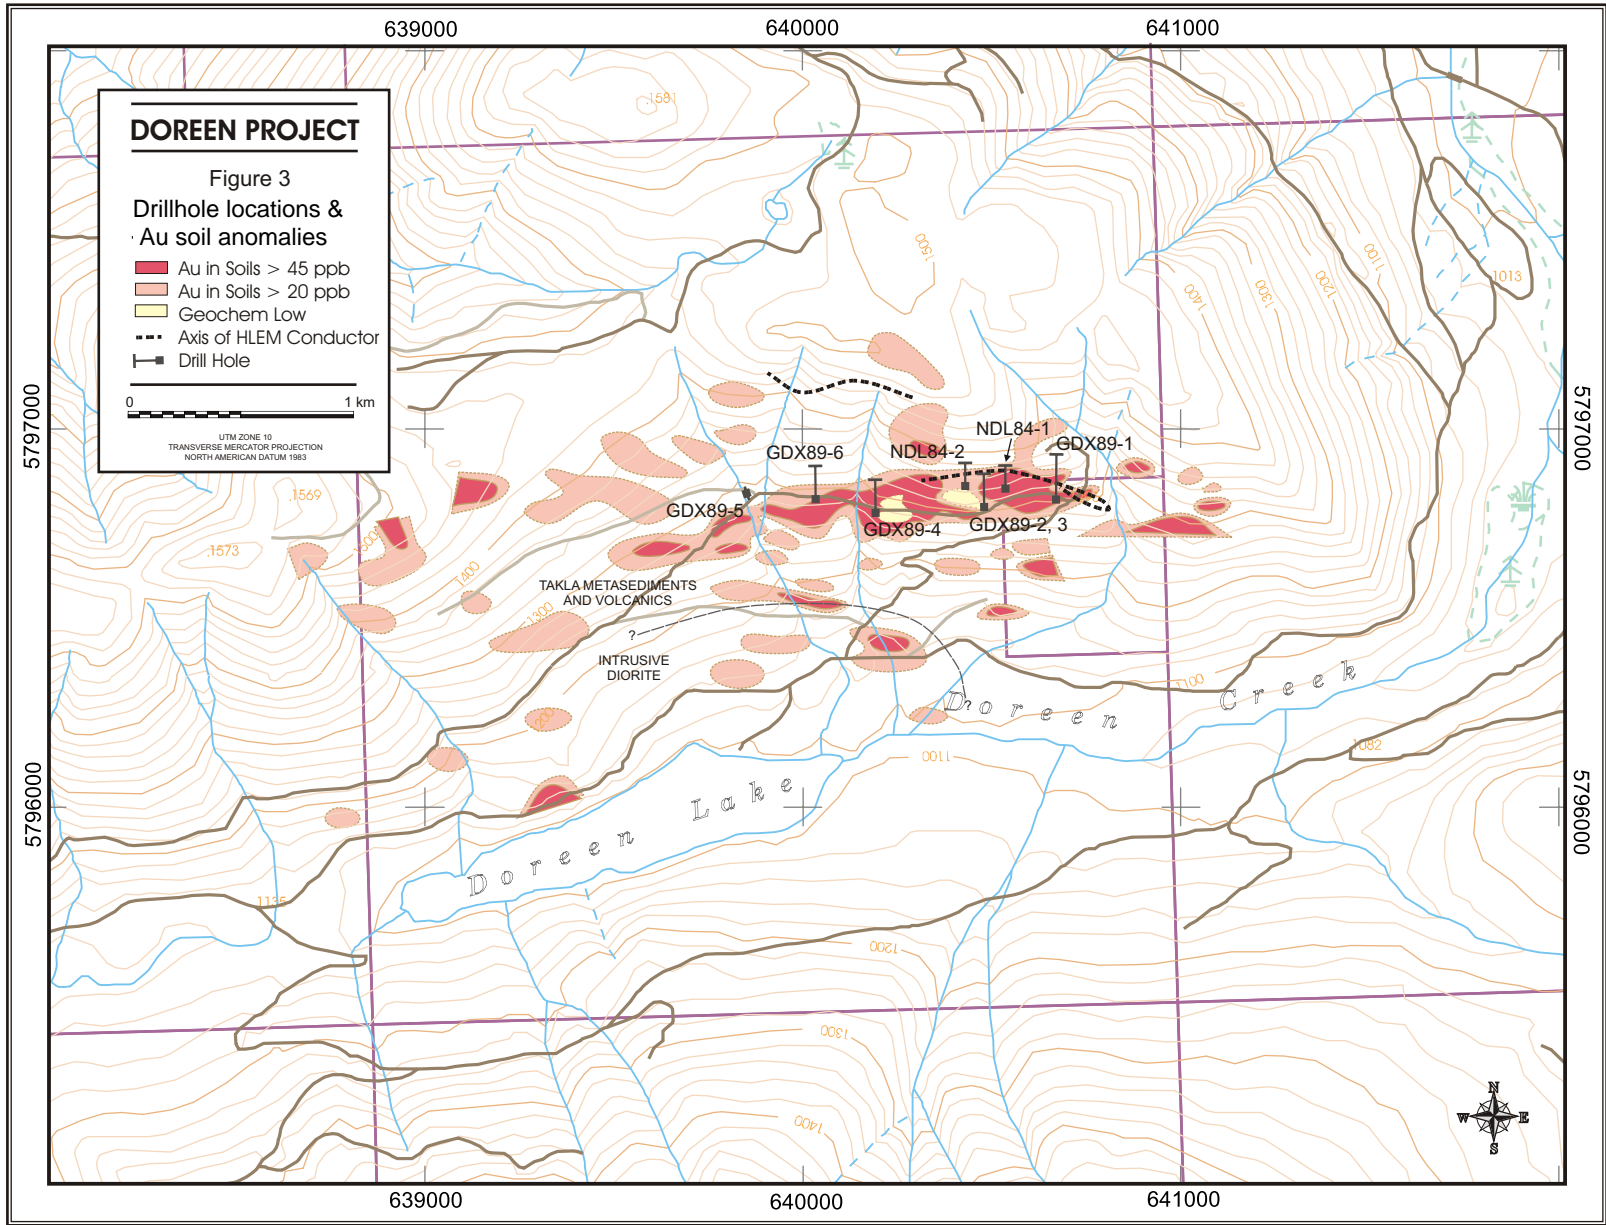 639000
640000
641000
.1581
DOREEN PROJECT
Figure 3
Drillhole locations &
Au soil anomalies
Au in Soils > 45 ppb
Au in Soils > 20 ppb
Geochem Low
Axis of HLEM Conductor
Drill Hole
0
1 km
UTM ZONE 10
TRANSVERSE MERCATOR PROJECTION
NORTH AMERICAN DATUM 1983
1500
1400
1300
1200
1100
1013
5797000
5797000
NDL84-1
GDX89-1
GDX89-6
NDL84-2
.1569
GDX89-5
GDX89-4
GDX89-2, 3
.1573
1500
1400
TAKLA METASEDIMENTS
AND VOLCANICS
1300
?
INTRUSIVE
DIORITE
1100
Doreen Creek
?
1200
1082
1100
5796000
5796000
Doreen Lake
1135
1200
1300
1400
N
W
E
S
639000
640000
641000